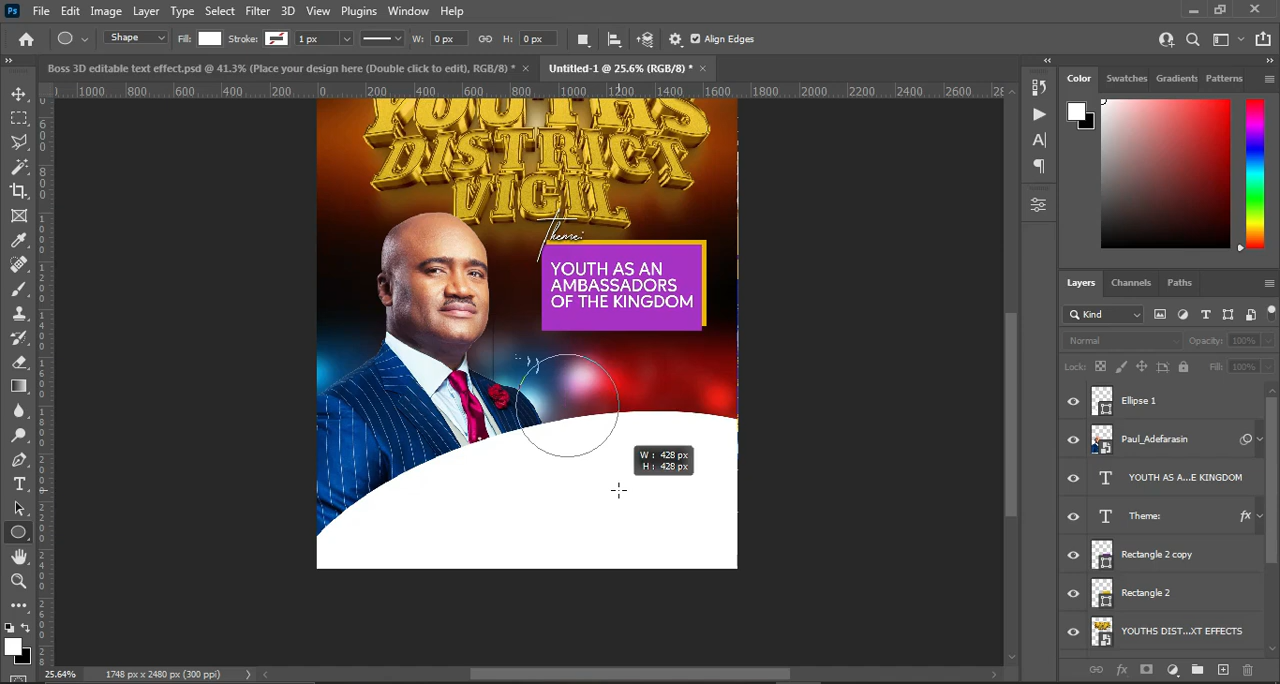 Ps File Edit Image Layer Type Select Filter 3D View Plugins Window Help
Shape Fill: Stroke: 1 px W: 0 px H: 0 px Align Edges
Boss 3D editable text effect.psd @ 41.3% (Place your design here (Double click to edit), RGB/8) * × Untitled-1 @ 25.6% (RGB/8) * ×
1000 800 600 400 200 0 200 400 600 800 1000 1200 1400 1600 1800 2000 2200 2400 2600
YOUTHS
DISTRICT
VIGIL
Theme:
YOUTH AS AN
AMBASSADORS
OF THE KINGDOM
W : 428 px
H : 428 px
25.64% 1748 px x 2480 px (300 ppi)
Color Swatches Gradients Patterns
Layers Channels Paths
Kind
Normal Opacity: 100%
Lock: Fill: 100%
Ellipse 1
Paul_Adefarasin
YOUTH AS A...E KINGDOM
Theme: fx
Rectangle 2 copy
Rectangle 2
YOUTHS DIST...XT EFFECTS
fx